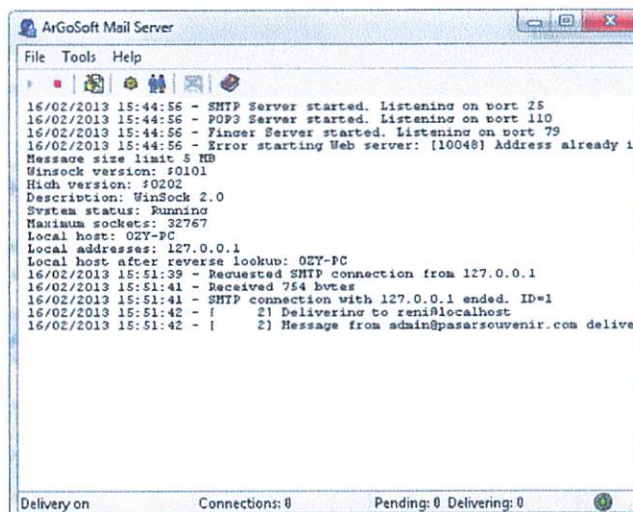 ArGoSoft Mail Server
File Tools Help
16/02/2013 15:44:56 - SMTP Server started. Listening on port 25
16/02/2013 15:44:56 - POP3 Server started. Listening on port 110
16/02/2013 15:44:56 - Finger Server started. Listening on port 79
16/02/2013 15:44:56 - Error starting Web server: [10048] Address already i
Message size limit 5 MB
Winsock version: $0101
High version: $0202
Description: WinSock 2.0
System status: Running
Maximum sockets: 32767
Local host: OZY-PC
Local addresses: 127.0.0.1
Local host after reverse lookup: OZY-PC
16/02/2013 15:51:39 - Requested SMTP connection from 127.0.0.1
16/02/2013 15:51:41 - Received 754 bytes
16/02/2013 15:51:41 - SMTP connection with 127.0.0.1 ended. ID=1
16/02/2013 15:51:42 - [ 2] Delivering to reni@localhost
16/02/2013 15:51:42 - [ 2] Message from admin@pasarsouvenir.com delive
Delivery on Connections: 0 Pending: 0 Delivering: 0